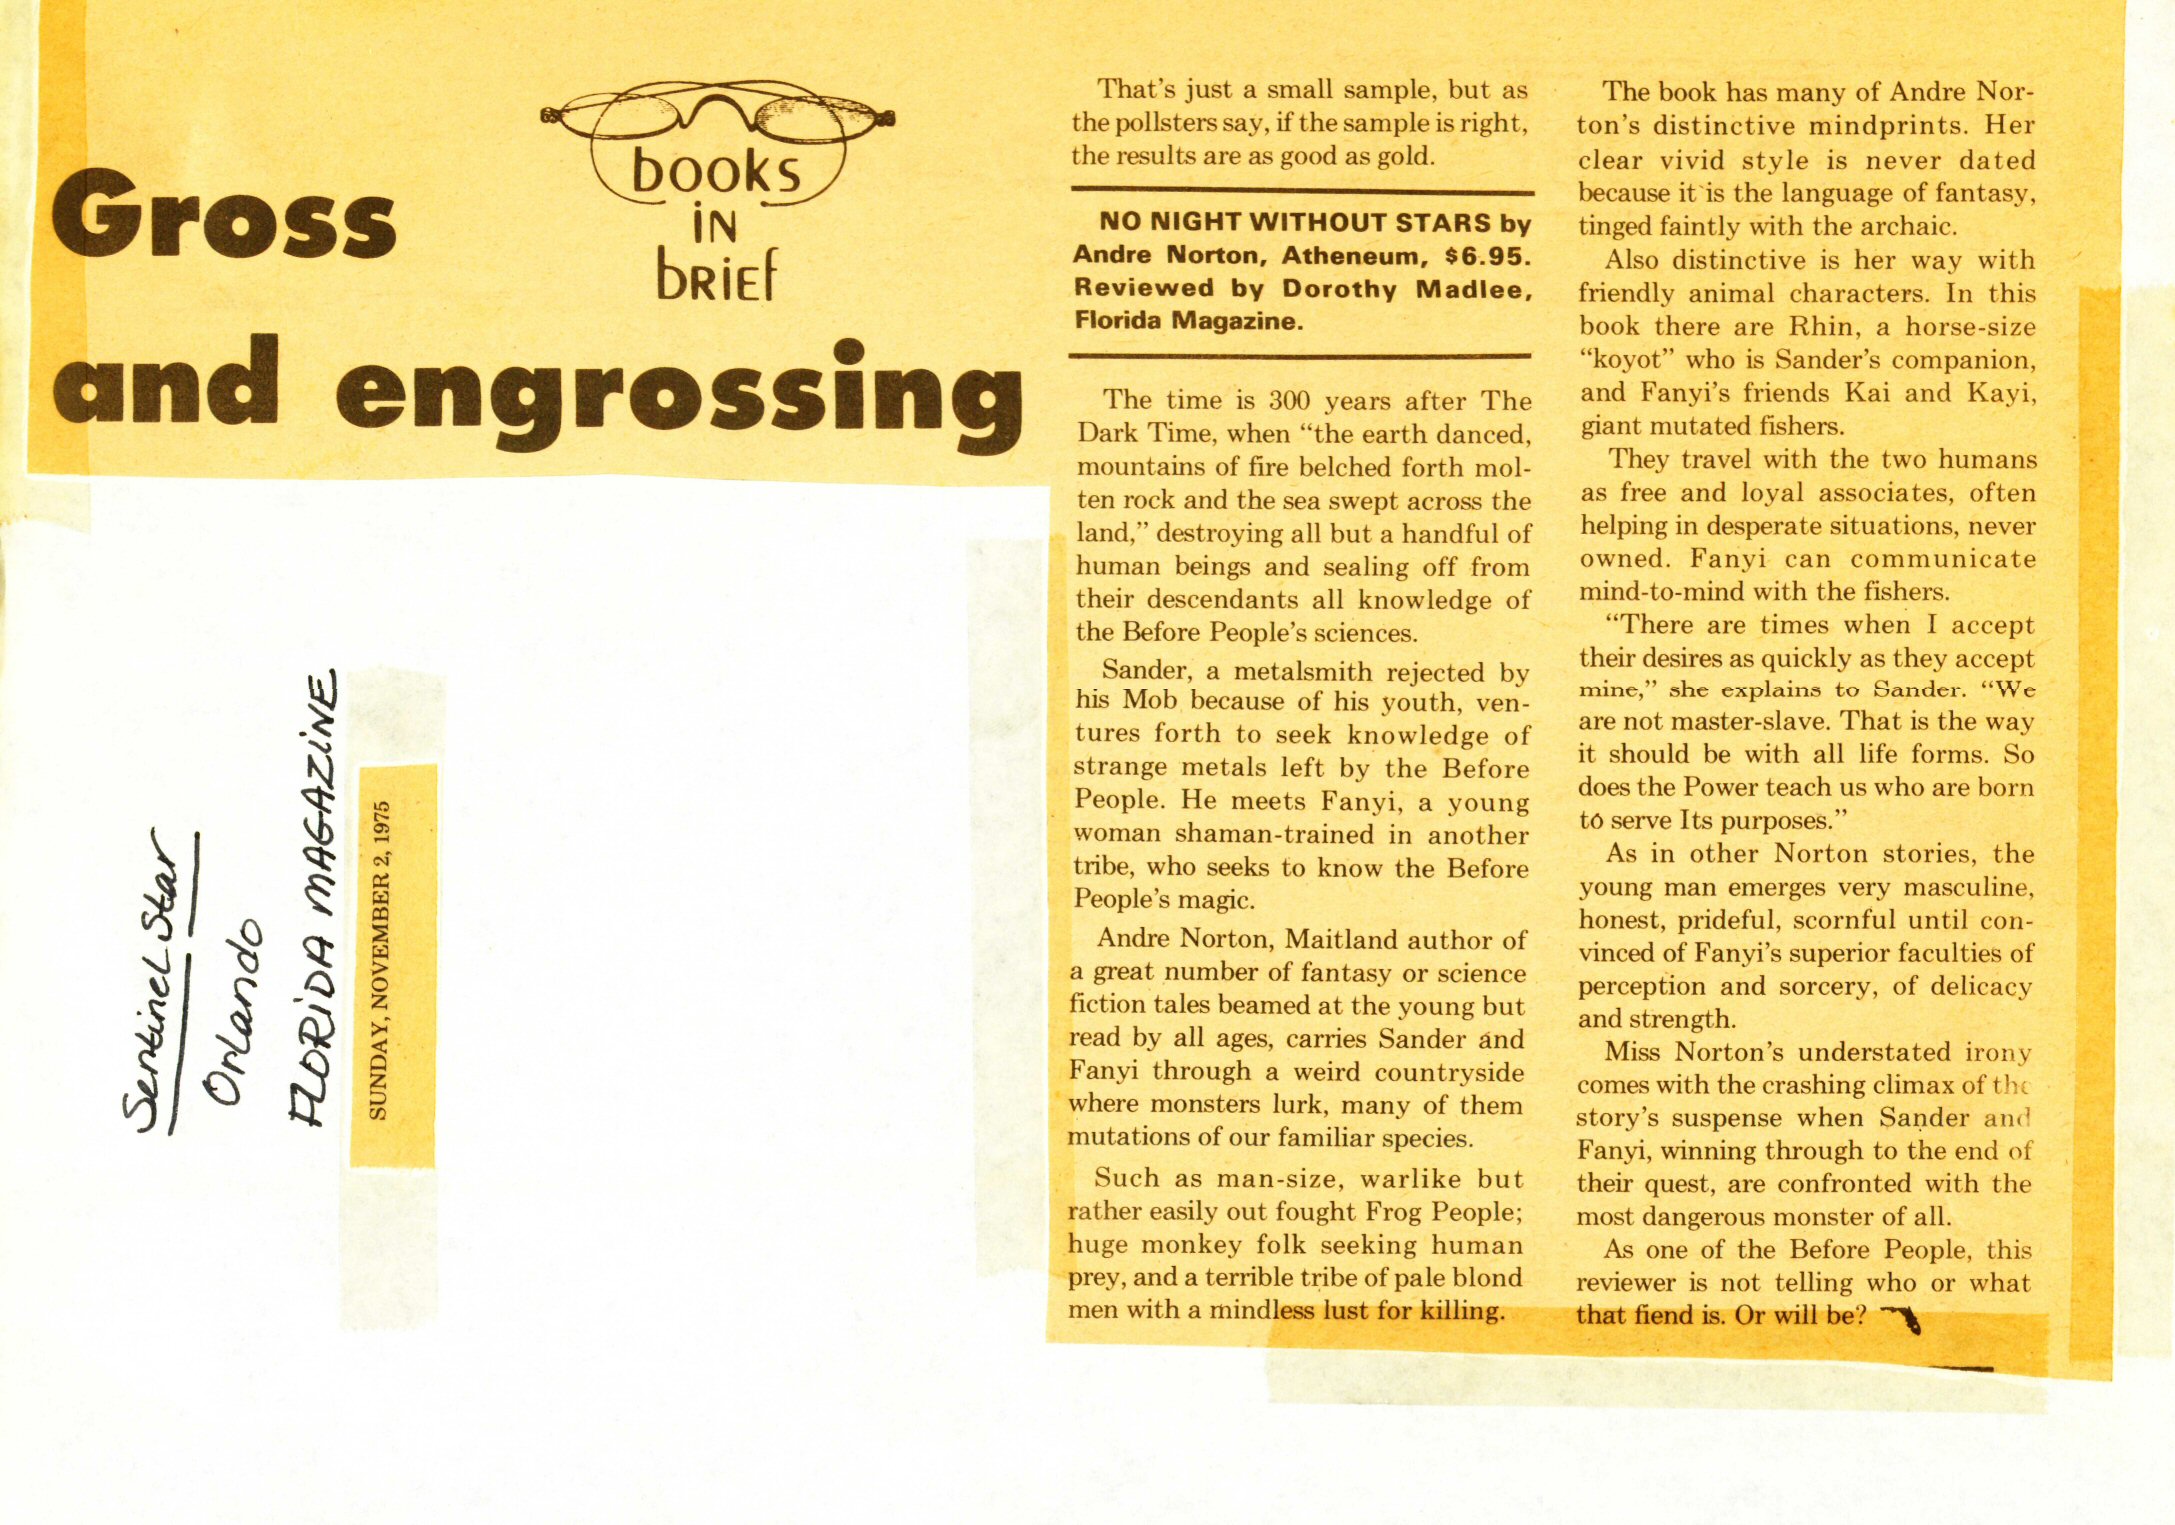 Gross
and engrossing
books
IN
brief
Sentinel Star
Orlando
FLORIDA MAGAZINE
SUNDAY, NOVEMBER 2, 1975
That's just a small sample, but as
the pollsters say, if the sample is right,
the results are as good as gold.
NO NIGHT WITHOUT STARS by
Andre Norton, Atheneum, $6.95.
Reviewed by Dorothy Madlee,
Florida Magazine.
The time is 300 years after The
Dark Time, when “the earth danced,
mountains of fire belched forth mol-
ten rock and the sea swept across the
land,” destroying all but a handful of
human beings and sealing off from
their descendants all knowledge of
the Before People's sciences.
Sander, a metalsmith rejected by
his Mob because of his youth, ven-
tures forth to seek knowledge of
strange metals left by the Before
People. He meets Fanyi, a young
woman shaman-trained in another
tribe, who seeks to know the Before
People's magic.
Andre Norton, Maitland author of
a great number of fantasy or science
fiction tales beamed at the young but
read by all ages, carries Sander and
Fanyi through a weird countryside
where monsters lurk, many of them
mutations of our familiar species.
Such as man-size, warlike but
rather easily out fought Frog People;
huge monkey folk seeking human
prey, and a terrible tribe of pale blond
men with a mindless lust for killing.
The book has many of Andre Nor-
ton's distinctive mindprints. Her
clear vivid style is never dated
because it is the language of fantasy,
tinged faintly with the archaic.
Also distinctive is her way with
friendly animal characters. In this
book there are Rhin, a horse-size
“koyot” who is Sander's companion,
and Fanyi's friends Kai and Kayi,
giant mutated fishers.
They travel with the two humans
as free and loyal associates, often
helping in desperate situations, never
owned. Fanyi can communicate
mind-to-mind with the fishers.
“There are times when I accept
their desires as quickly as they accept
mine,” she explains to Sander. “We
are not master-slave. That is the way
it should be with all life forms. So
does the Power teach us who are born
to serve Its purposes.”
As in other Norton stories, the
young man emerges very masculine,
honest, prideful, scornful until con-
vinced of Fanyi's superior faculties of
perception and sorcery, of delicacy
and strength.
Miss Norton's understated irony
comes with the crashing climax of the
story's suspense when Sander and
Fanyi, winning through to the end of
their quest, are confronted with the
most dangerous monster of all.
As one of the Before People, this
reviewer is not telling who or what
that fiend is. Or will be?